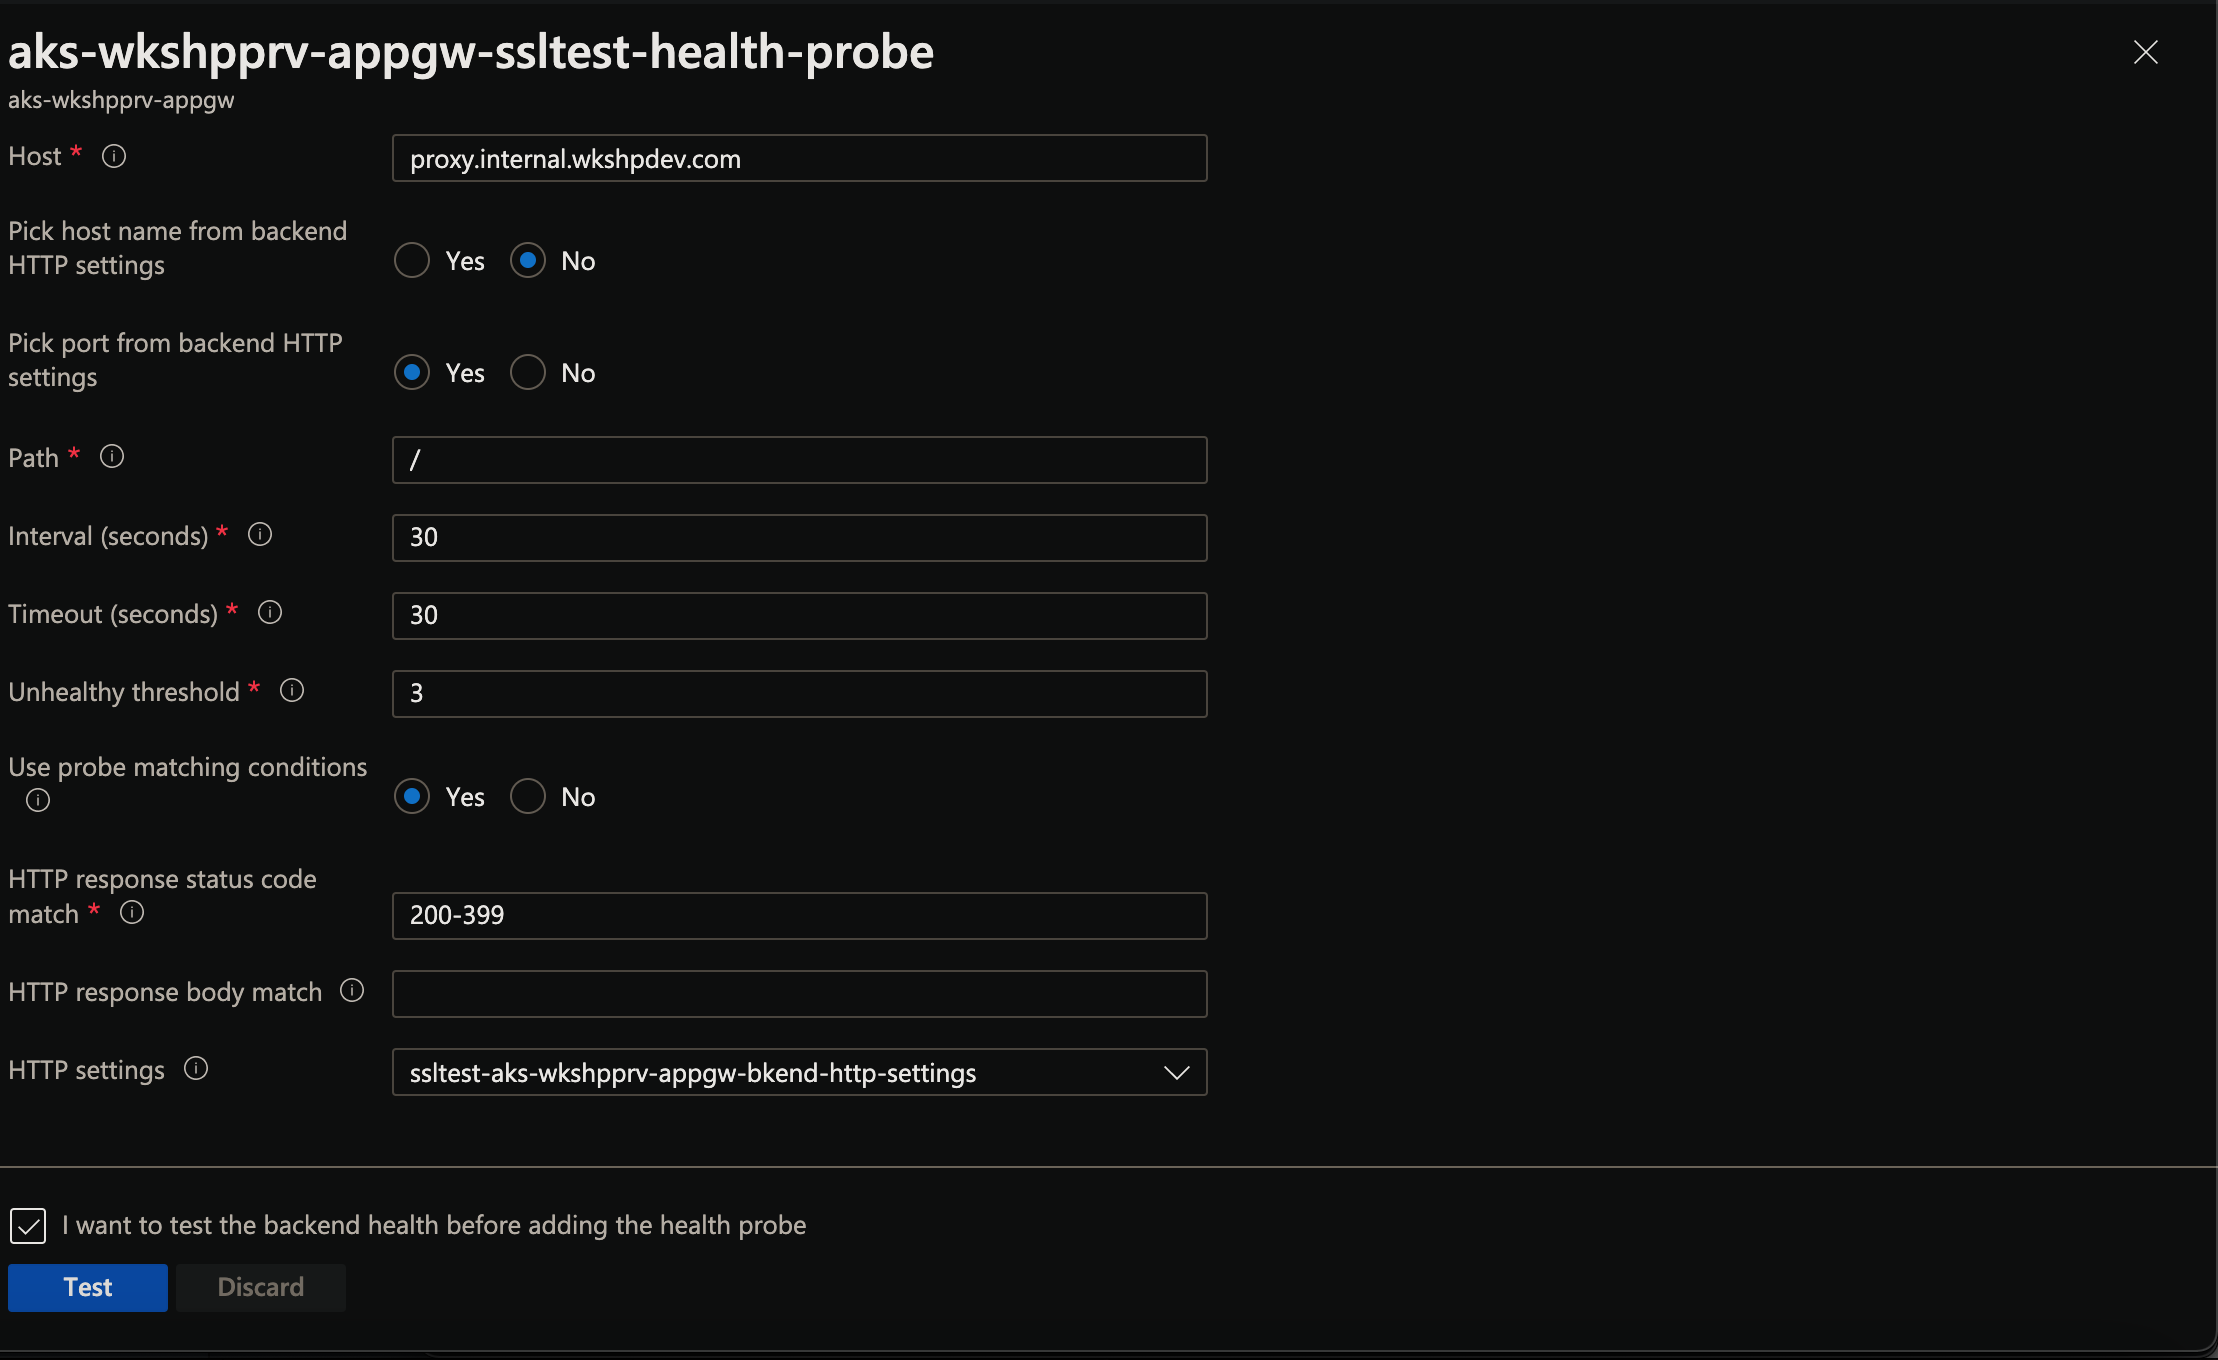 aks-wkshpprv-appgw-ssltest-health-probe
aks-wkshpprv-appgw
Host *
proxy.internal.wkshpdev.com
Pick host name from backend
HTTP settings
Yes No
Pick port from backend HTTP
settings
Yes No
Path *
/
Interval (seconds) *
30
Timeout (seconds) *
30
Unhealthy threshold *
3
Use probe matching conditions
Yes No
HTTP response status code
match *
200-399
HTTP response body match
HTTP settings
ssltest-aks-wkshpprv-appgw-bkend-http-settings
I want to test the backend health before adding the health probe
Test Discard